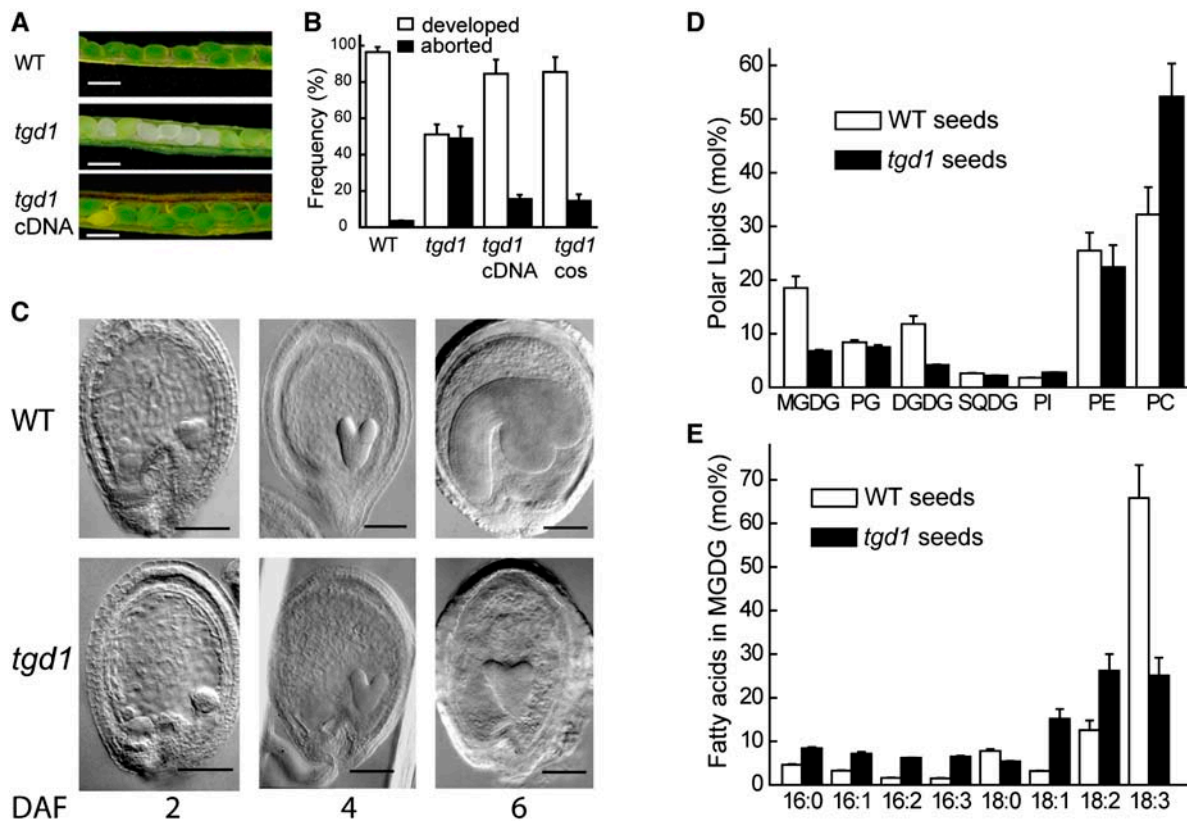 A
WT
tgd1
tgd1
cDNA
B
developed
aborted
Frequency (%)
100
80
60
40
20
0
WT
tgd1
tgd1
cDNA
tgd1
cos
C
WT
tgd1
DAF 2 4 6
D
Polar Lipids (mol%)
60
50
40
30
20
10
0
WT seeds
tgd1 seeds
MGDG PG DGDG SQDG PI PE PC
E
Fatty acids in MGDG (mol%)
70
60
50
40
30
20
10
0
WT seeds
tgd1 seeds
16:0 16:1 16:2 16:3 18:0 18:1 18:2 18:3